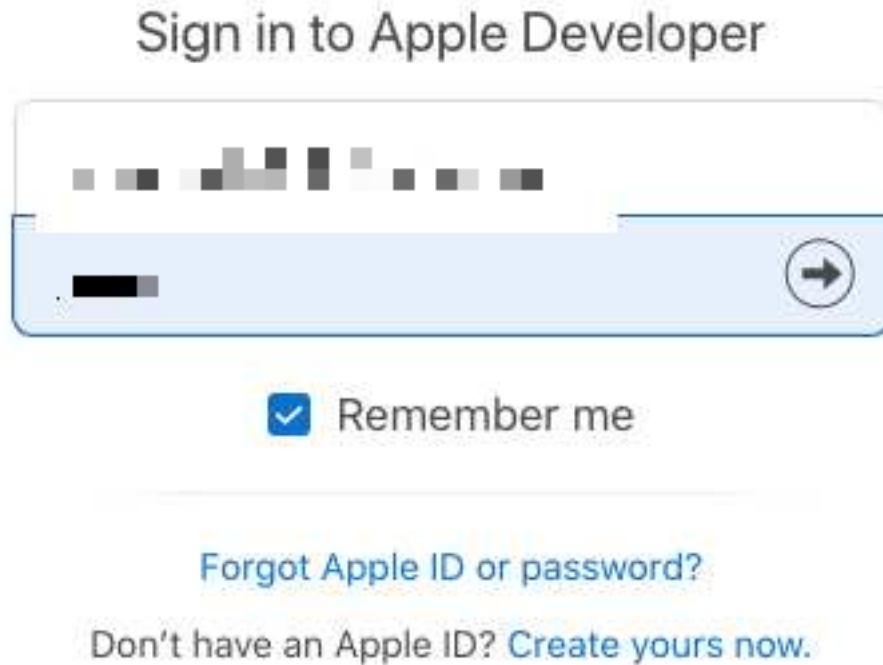 Sign in to Apple Developer
Remember me
Forgot Apple ID or password?
Don't have an Apple ID? Create yours now.